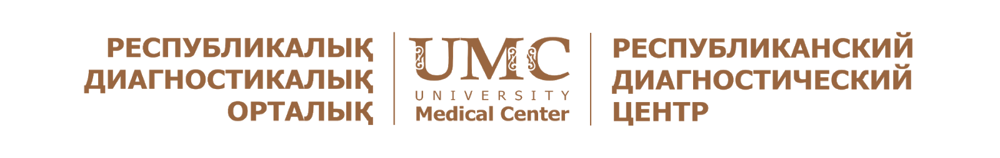 РЕСПУБЛИКАЛЫҚ
ДИАГНОСТИКАЛЫҚ
ОРТАЛЫҚ
UMC
UNIVERSITY
Medical Center
РЕСПУБЛИКАНСКИЙ
ДИАГНОСТИЧЕСКИЙ
ЦЕНТР